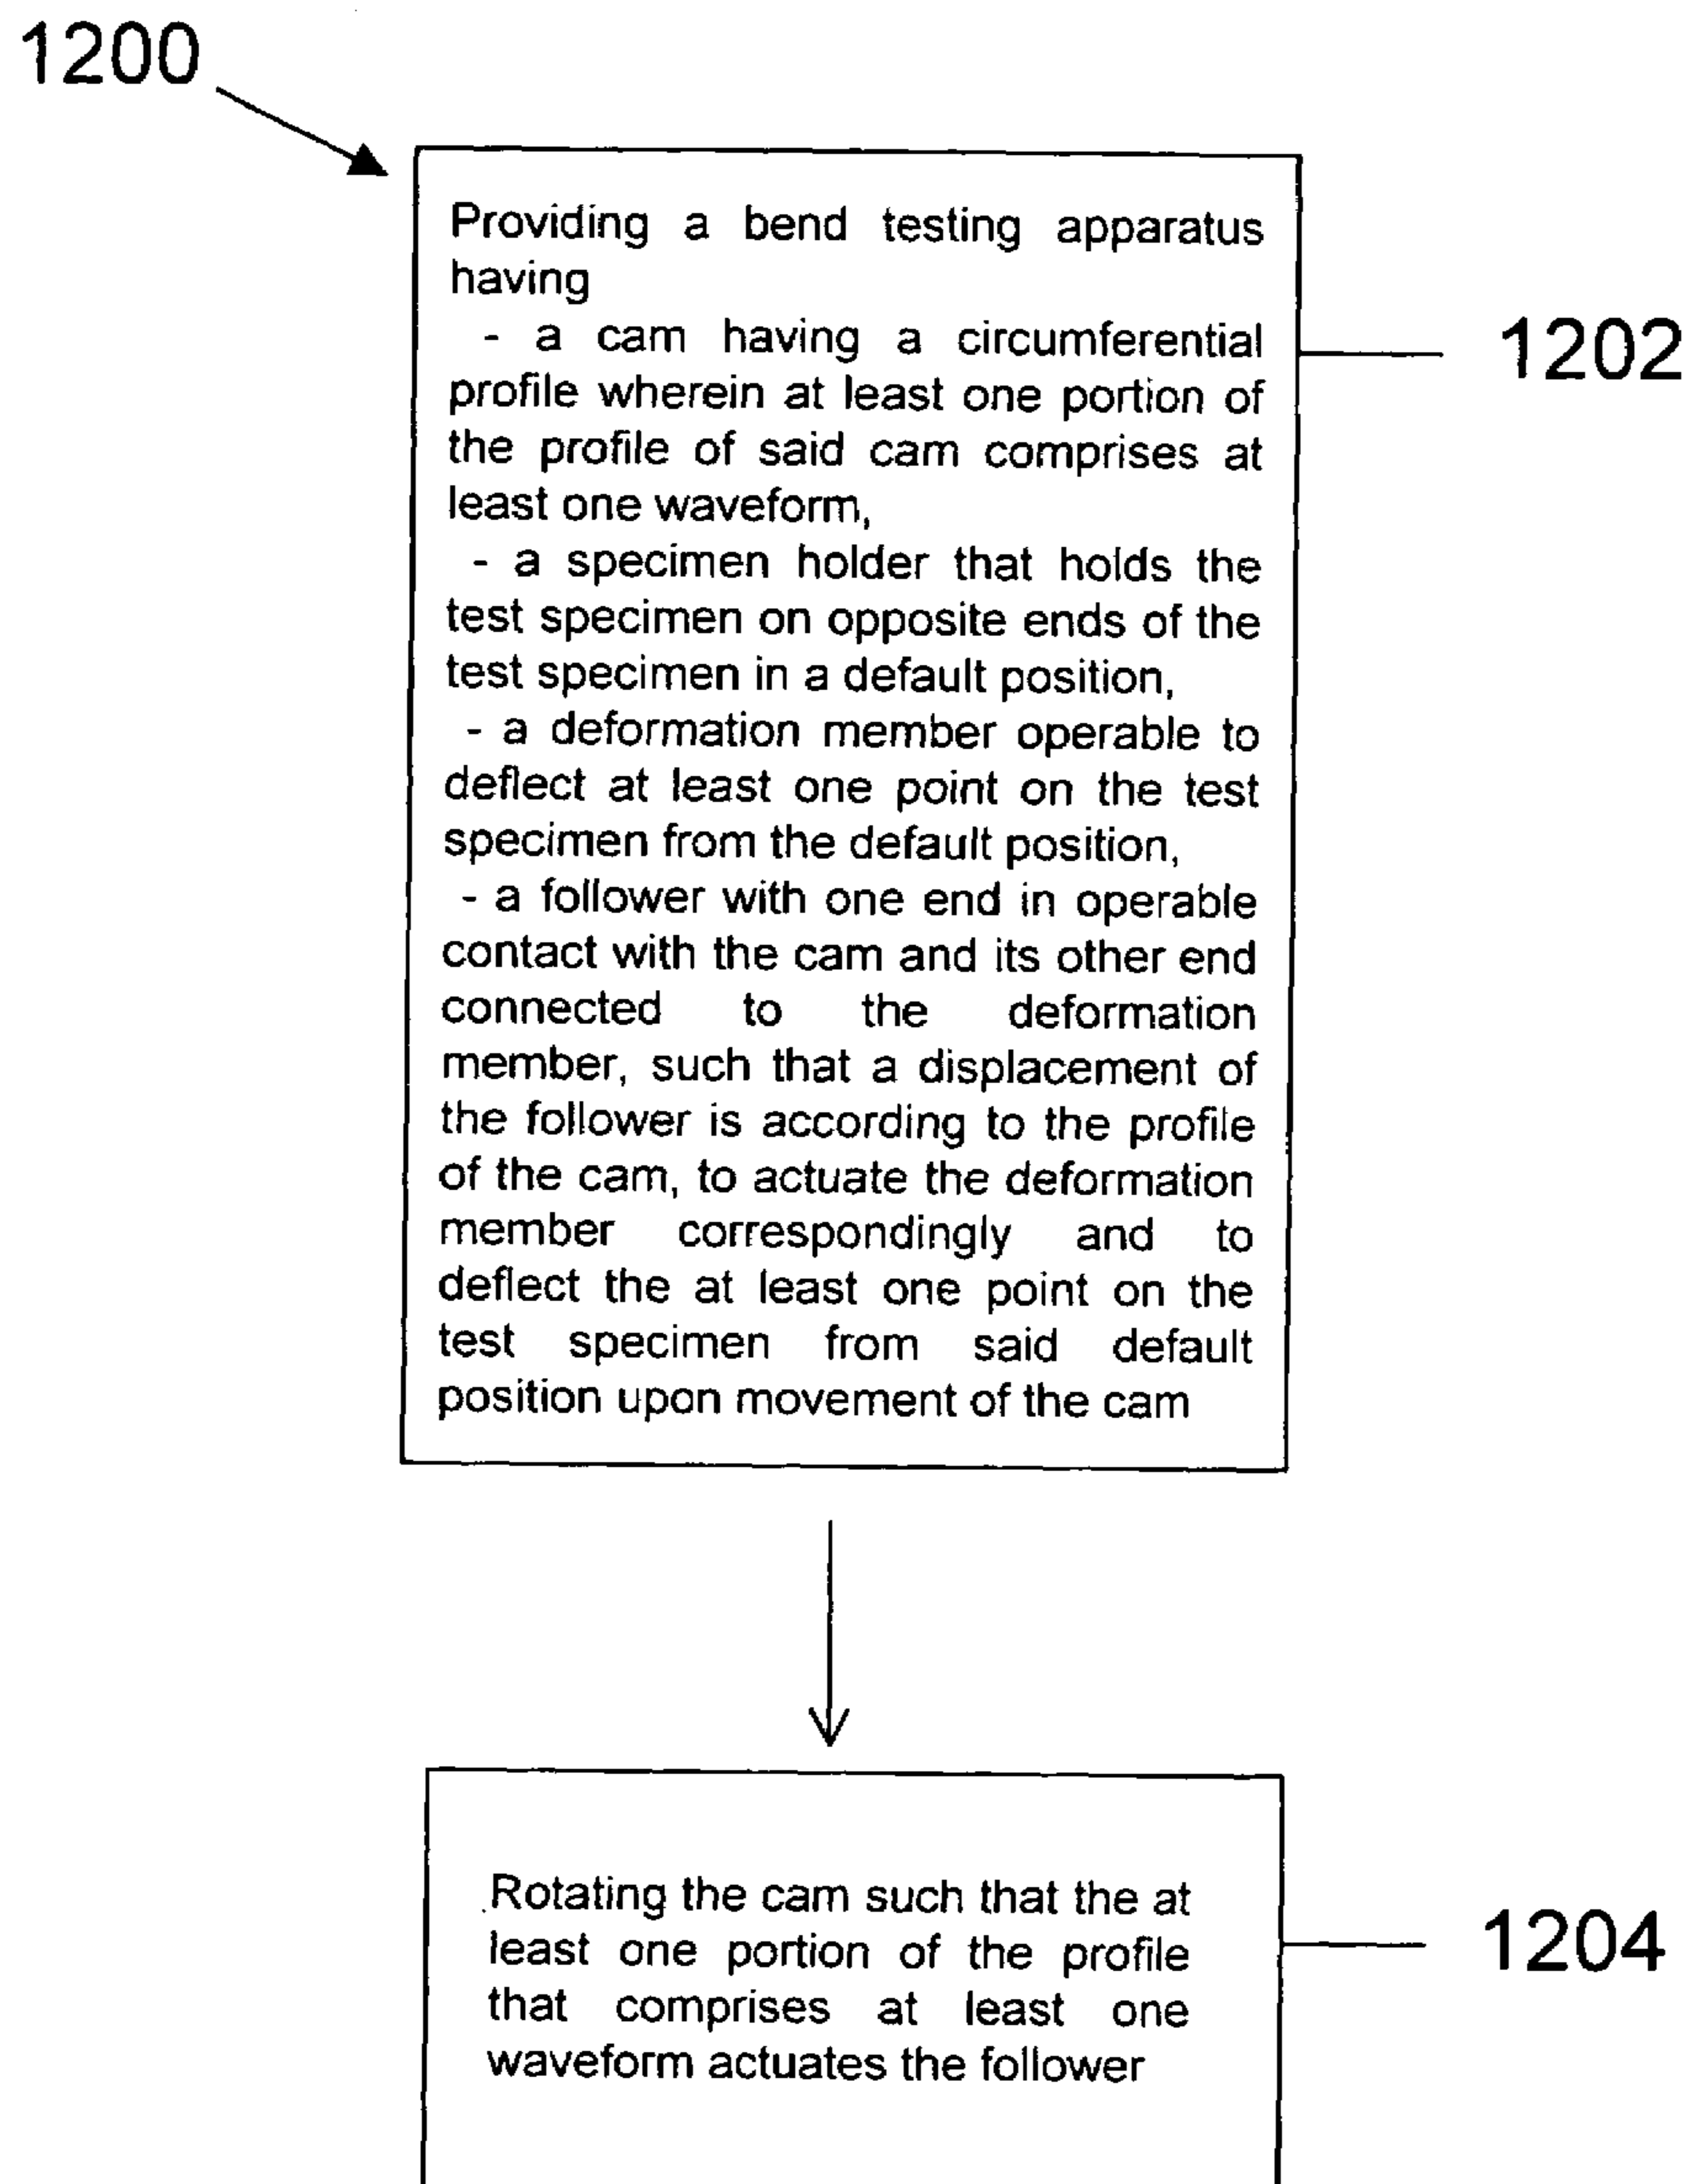 1200
Providing a bend testing apparatus
having
- a cam having a circumferential
profile wherein at least one portion of
the profile of said cam comprises at
least one waveform,
- a specimen holder that holds the
test specimen on opposite ends of the
test specimen in a default position,
- a deformation member operable to
deflect at least one point on the test
specimen from the default position,
- a follower with one end in operable
contact with the cam and its other end
connected to the deformation
member, such that a displacement of
the follower is according to the profile
of the cam, to actuate the deformation
member correspondingly and to
deflect the at least one point on the
test specimen from said default
position upon movement of the cam
1202
Rotating the cam such that the at
least one portion of the profile
that comprises at least one
waveform actuates the follower
1204